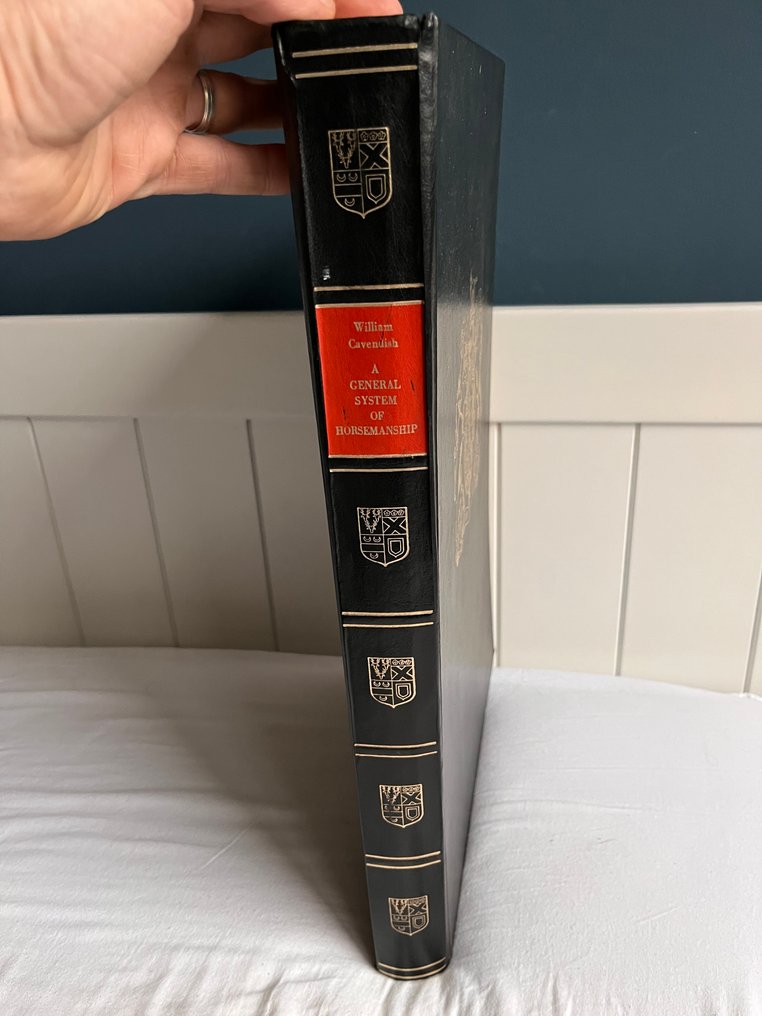 William
Cavendish
A
GENERAL
SYSTEM
OF
HORSEMANSHIP